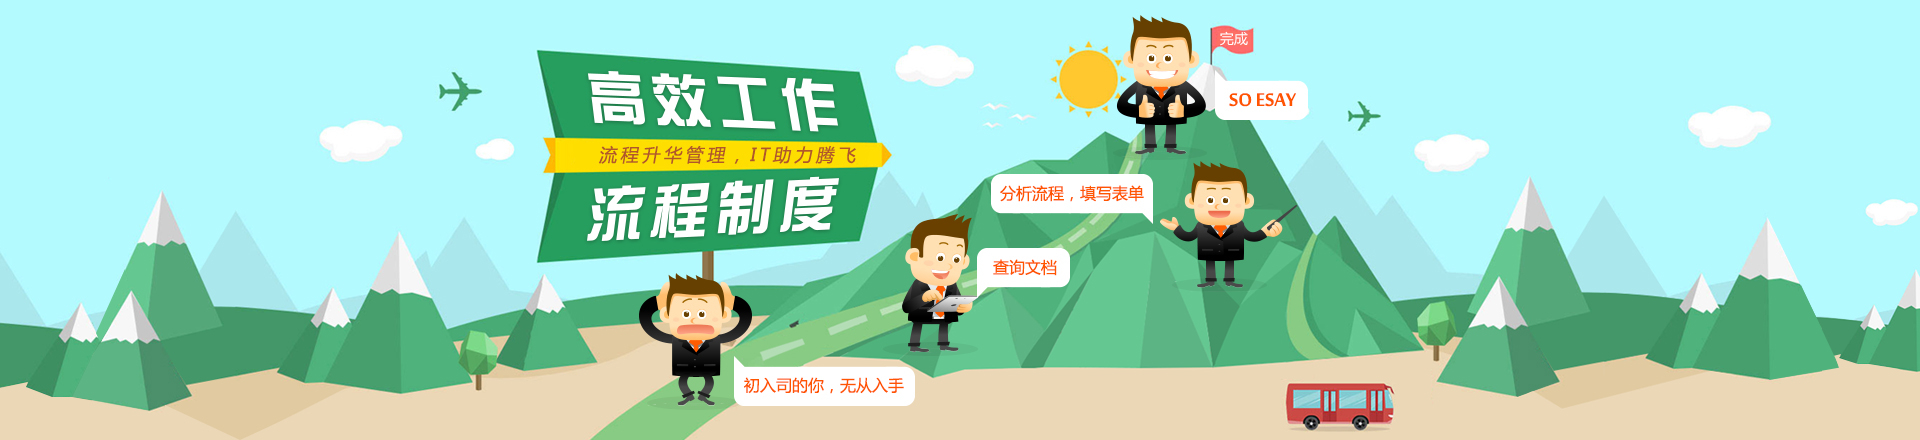 高效工作
流程升华管理，IT助力腾飞
流程制度
完成
SO ESAY
分析流程，填写表单
查询文档
初入司的你，无从入手